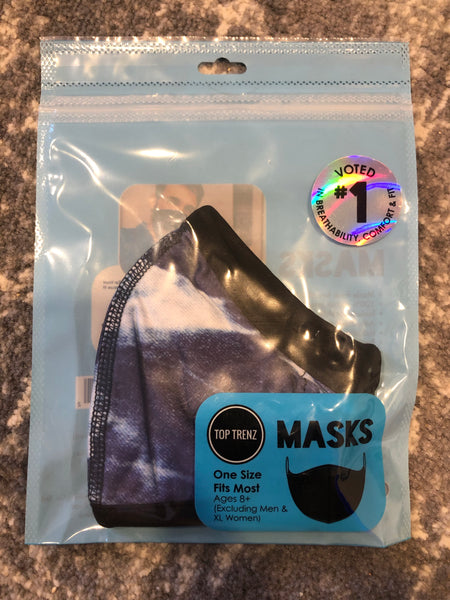 VOTED
#1
IN BREATHABILITY, COMFORT & FIT
MASKS
TOP TRENZ
MASKS
One Size
Fits Most
Ages 8+
(Excluding Men &
XL Women)